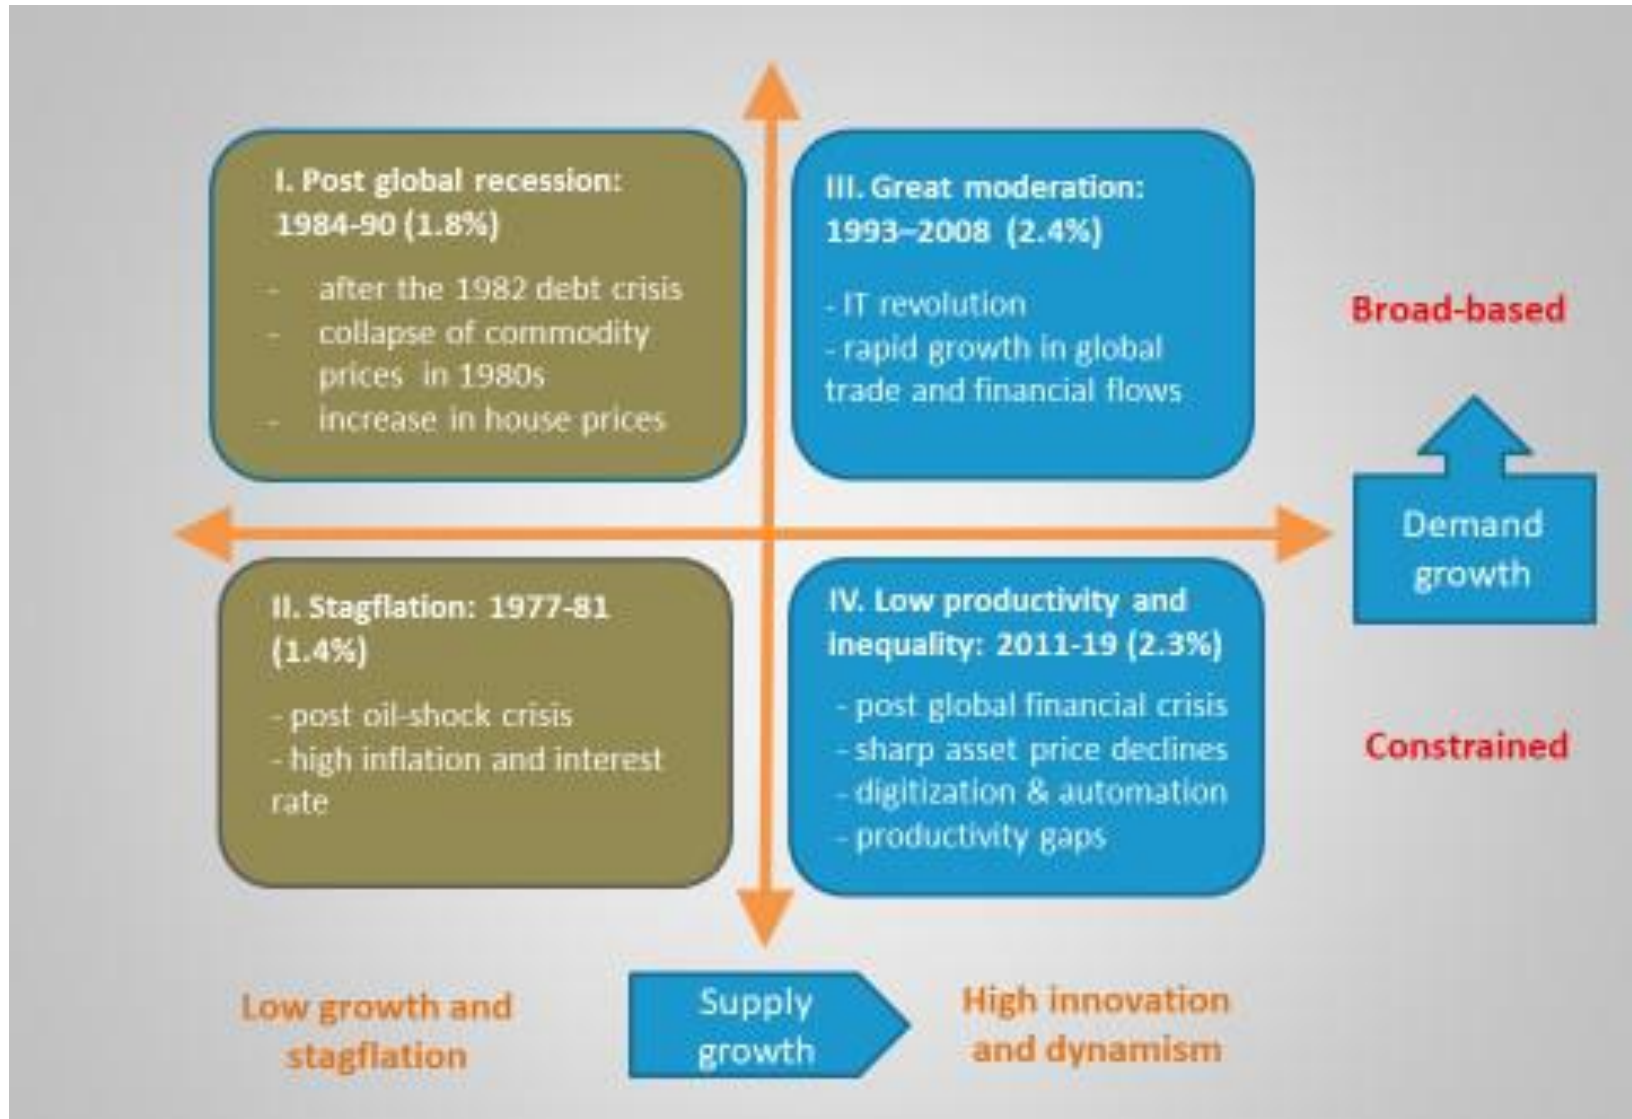 I. Post global recession:
1984-90 (1.8%)
- after the 1982 debt crisis
- collapse of commodity
prices in 1980s
- increase in house prices
III. Great moderation:
1993–2008 (2.4%)
- IT revolution
- rapid growth in global
trade and financial flows
Broad-based
Demand
growth
II. Stagflation: 1977-81
(1.4%)
- post oil-shock crisis
- high inflation and interest
rate
IV. Low productivity and
inequality: 2011-19 (2.3%)
- post global financial crisis
- sharp asset price declines
- digitization & automation
- productivity gaps
Constrained
Low growth and
stagflation
Supply
growth
High innovation
and dynamism